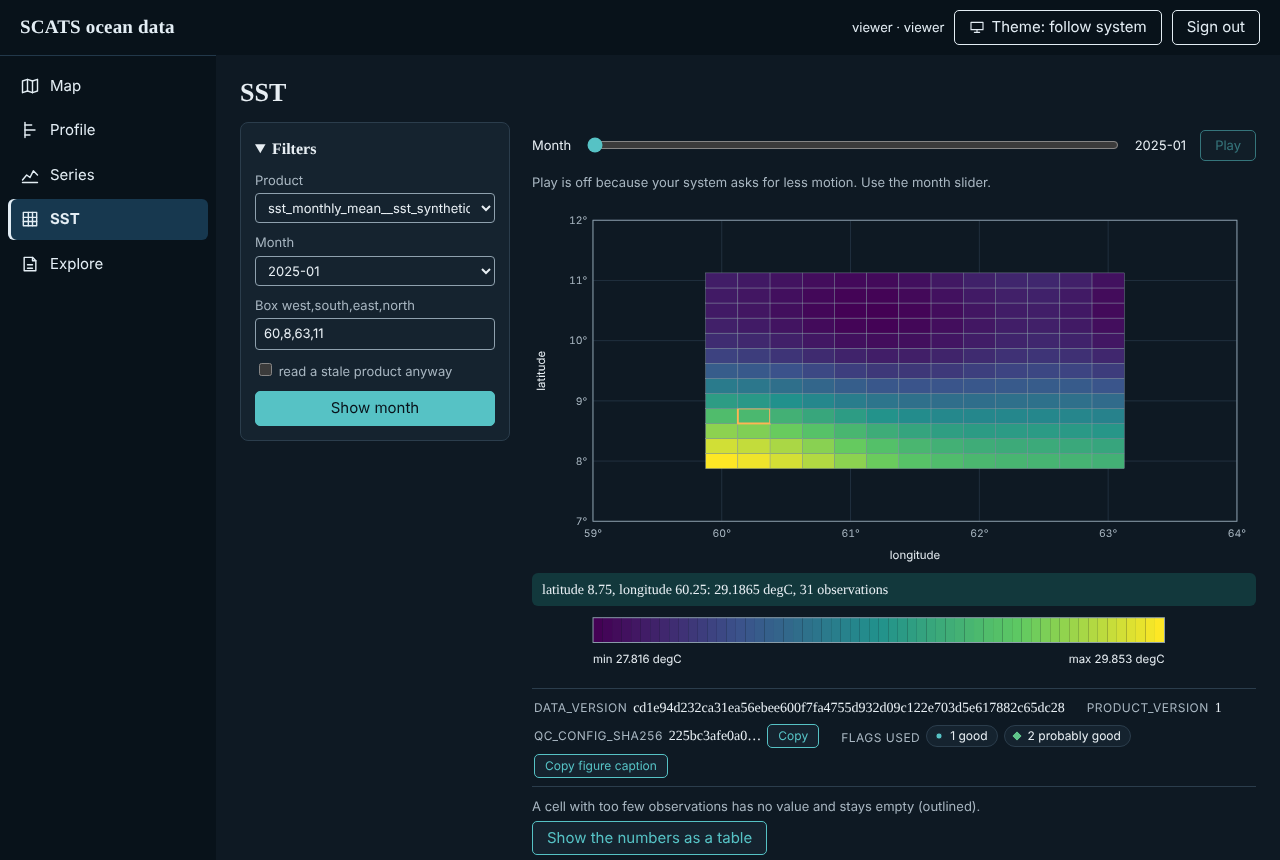 SCATS ocean data
viewer · viewer
Theme: follow system
Sign out
Map
Profile
Series
SST
Explore
SST
▼ Filters
Product
sst_monthly_mean__sst_synthetic
Month
2025-01
Box west,south,east,north
60,8,63,11
read a stale product anyway
Show month
Month
2025-01
Play
Play is off because your system asks for less motion. Use the month slider.
12°
11°
10°
9°
8°
7°
latitude
59°
60°
61°
62°
63°
64°
longitude
latitude 8.75, longitude 60.25: 29.1865 degC, 31 observations
min 27.816 degC
max 29.853 degC
DATA_VERSION cd1e94d232ca31ea56ebee600f7fa4755d932d09c122e703d5e617882c65dc28 PRODUCT_VERSION 1
QC_CONFIG_SHA256 225bc3afe0a0… Copy FLAGS USED 1 good 2 probably good
Copy figure caption
A cell with too few observations has no value and stays empty (outlined).
Show the numbers as a table